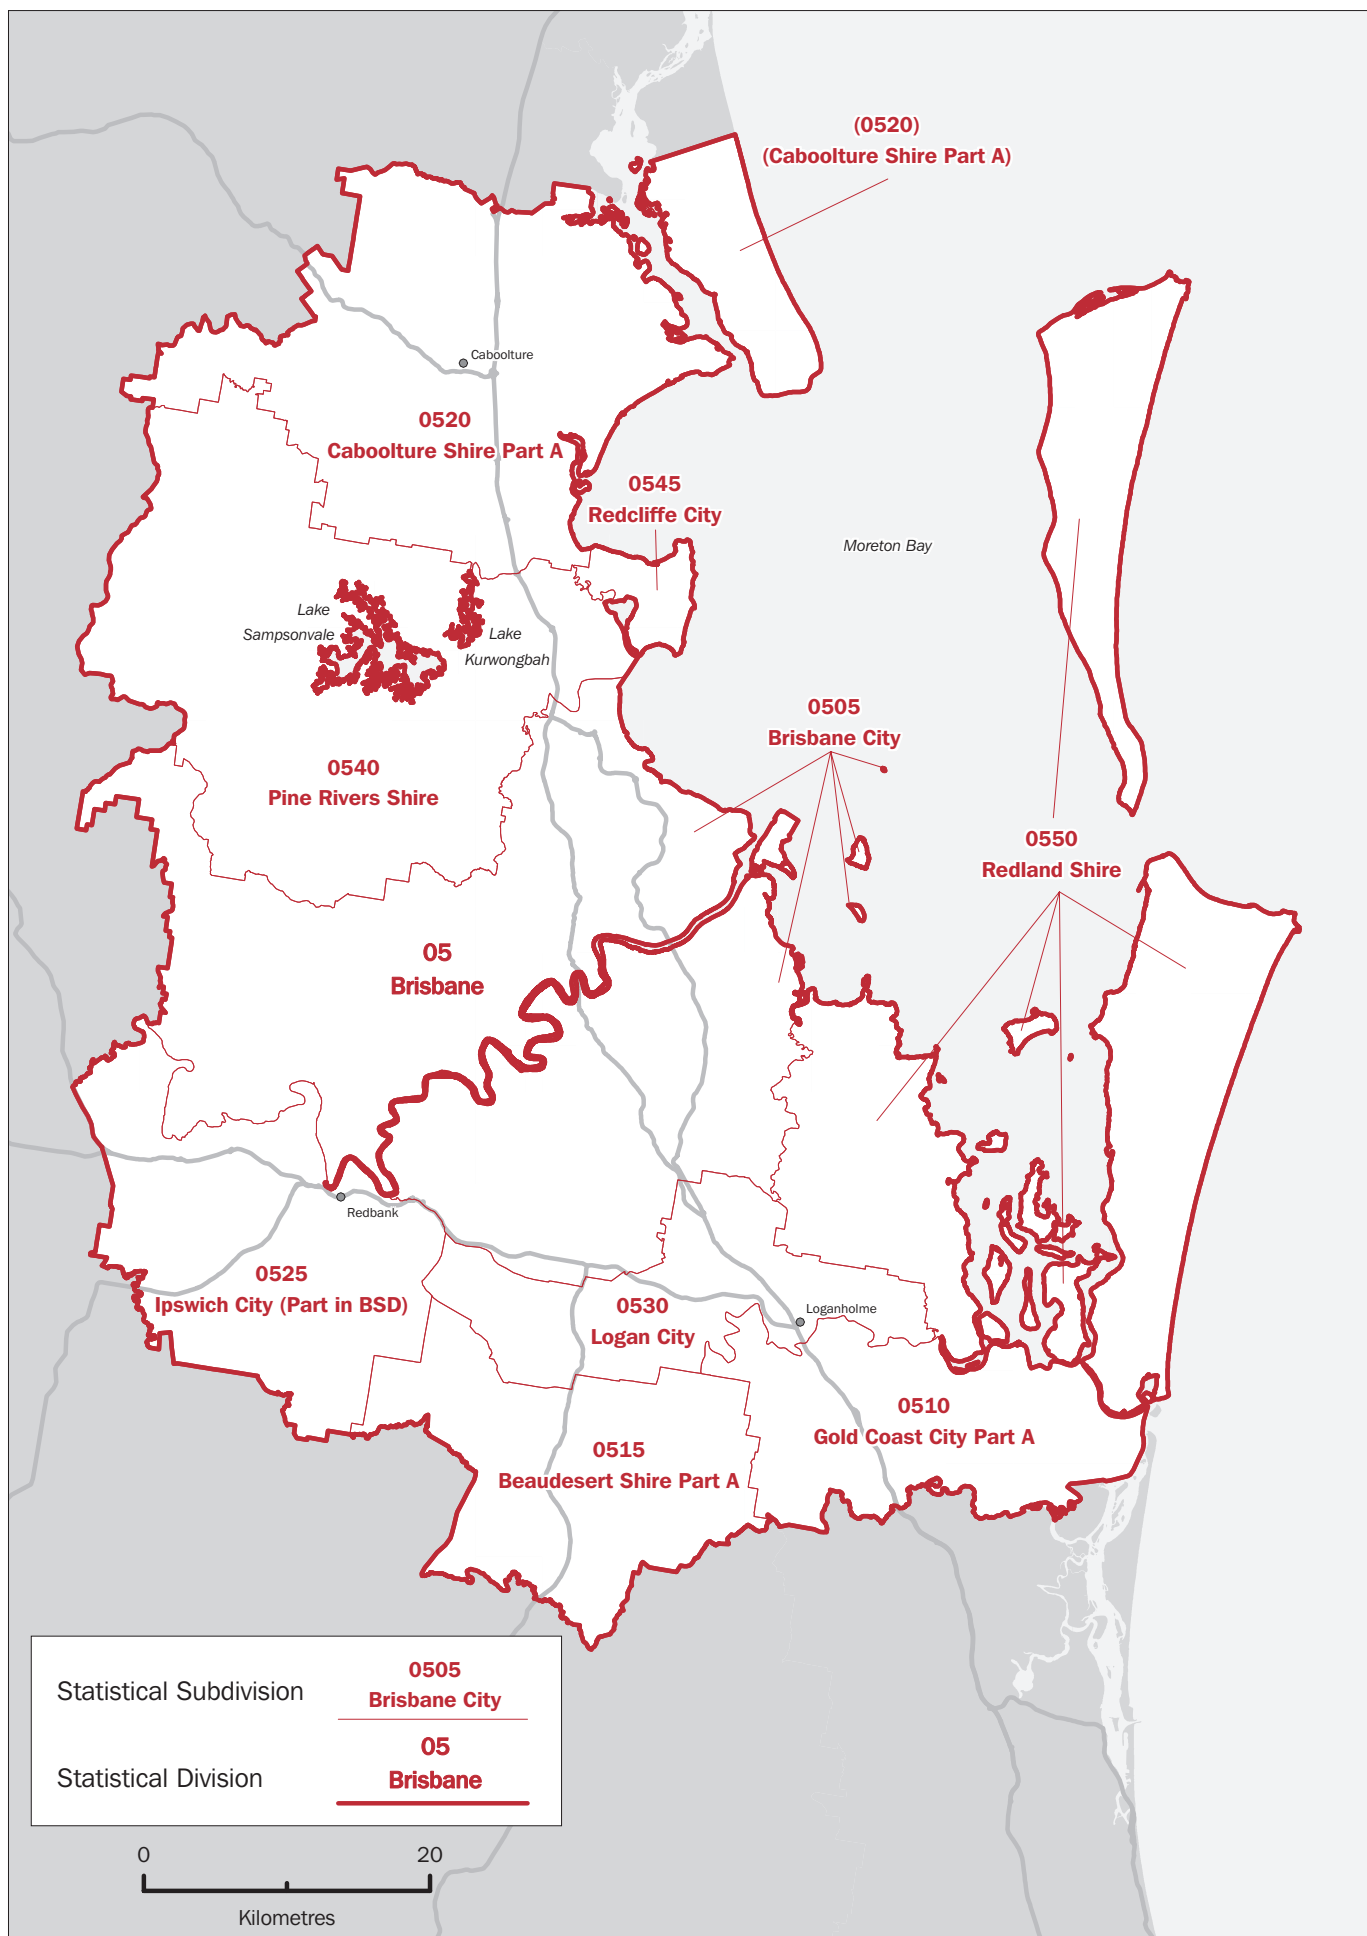 (0520)
(Caboolture Shire Part A)
Caboolture
0520
Caboolture Shire Part A
0545
Redcliffe City
Moreton Bay
Lake
Sampsonvale
Lake
Kurwongbah
0505
Brisbane City
0540
Pine Rivers Shire
0550
Redland Shire
05
Brisbane
Redbank
0525
Ipswich City (Part in BSD)
0530
Logan City
Loganholme
0510
Gold Coast City Part A
0515
Beaudesert Shire Part A
Statistical Subdivision
0505
Brisbane City
Statistical Division
05
Brisbane
0 20
Kilometres